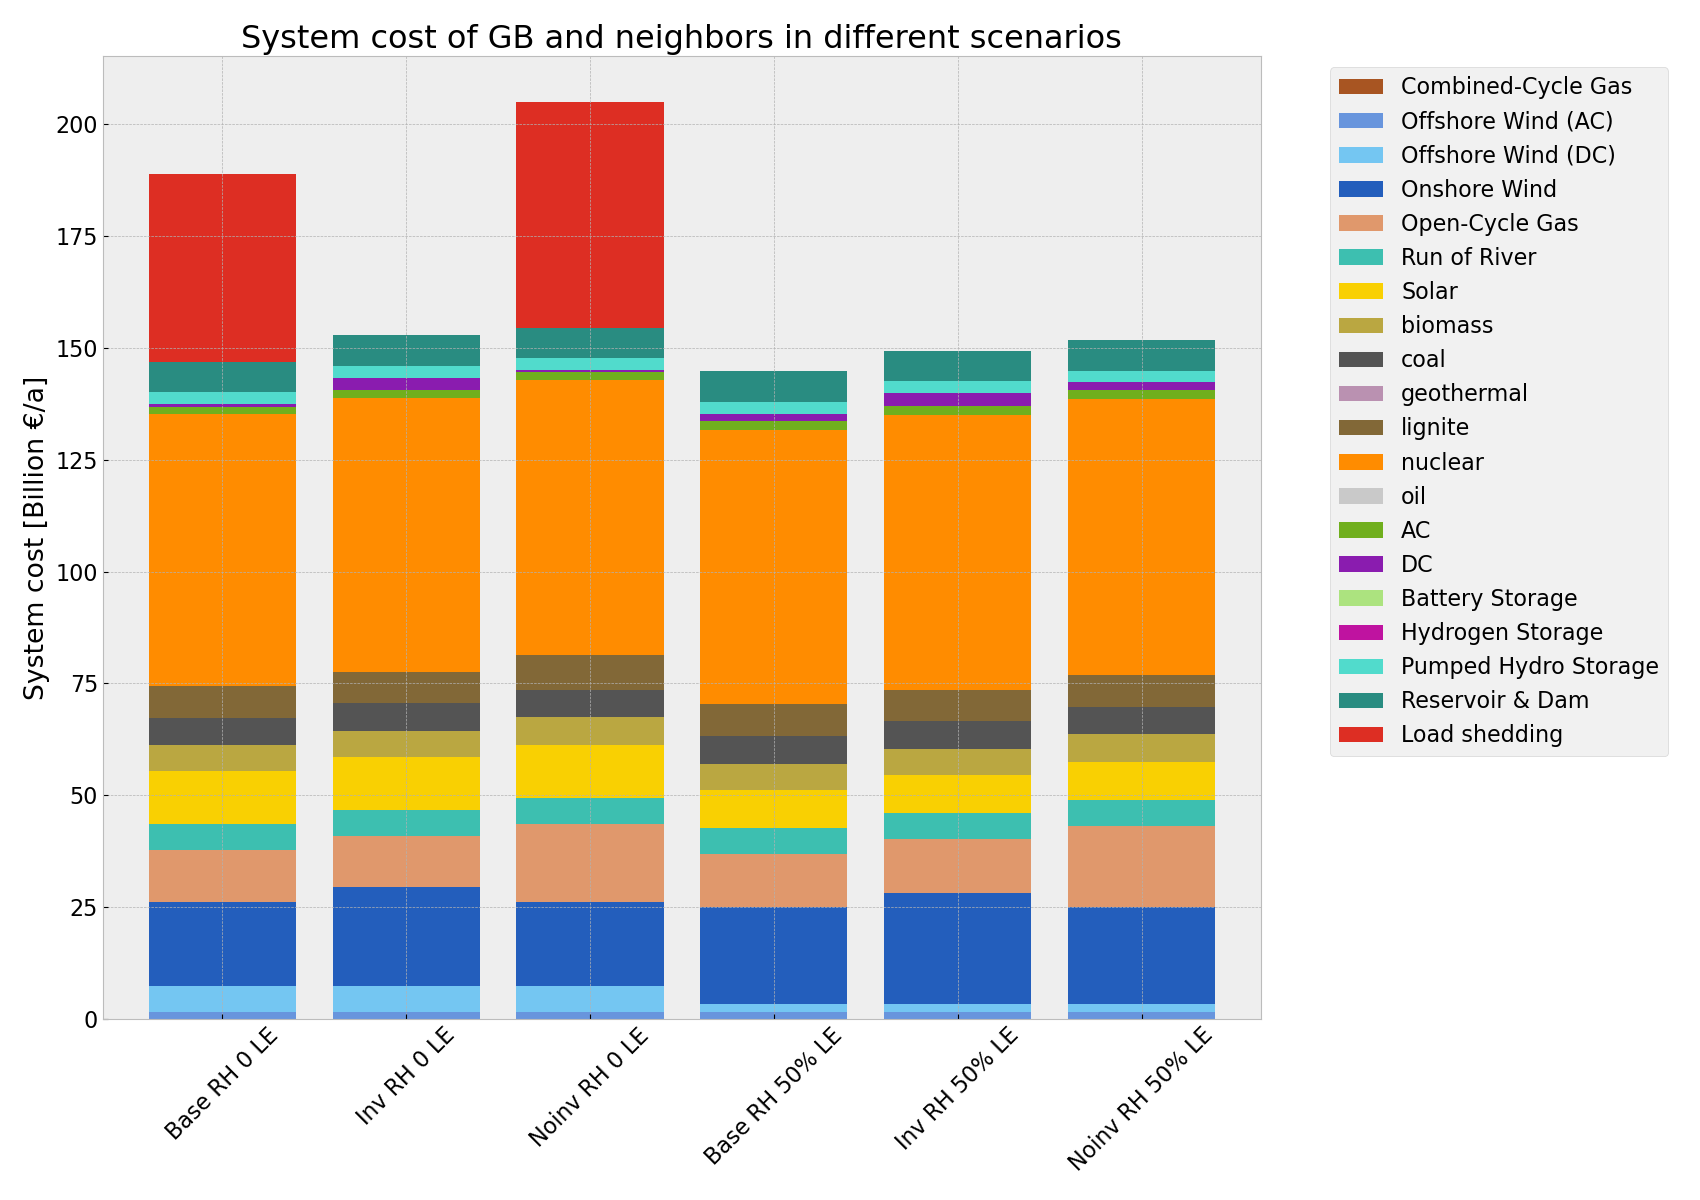 System cost of GB and neighbors in different scenarios
System cost [Billion €/a]
200
175
150
125
100
75
50
25
0
Base RH 0 LE
Inv RH 0 LE
Noinv RH 0 LE
Base RH 50% LE
Inv RH 50% LE
Noinv RH 50% LE
Combined-Cycle Gas
Offshore Wind (AC)
Offshore Wind (DC)
Onshore Wind
Open-Cycle Gas
Run of River
Solar
biomass
coal
geothermal
lignite
nuclear
oil
AC
DC
Battery Storage
Hydrogen Storage
Pumped Hydro Storage
Reservoir & Dam
Load shedding